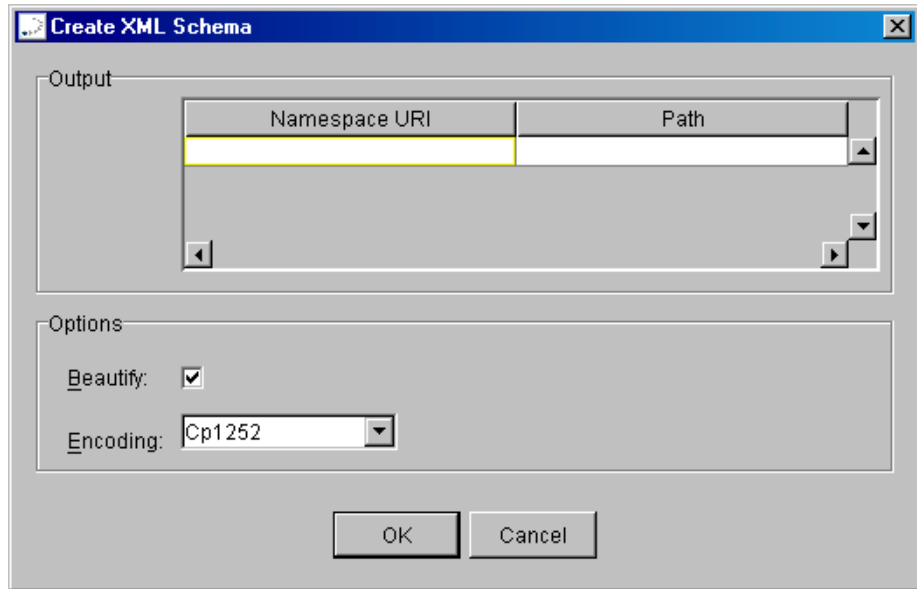 Create XML Schema
Output
Namespace URI Path
Options
Beautify:
Encoding: Cp1252
OK Cancel